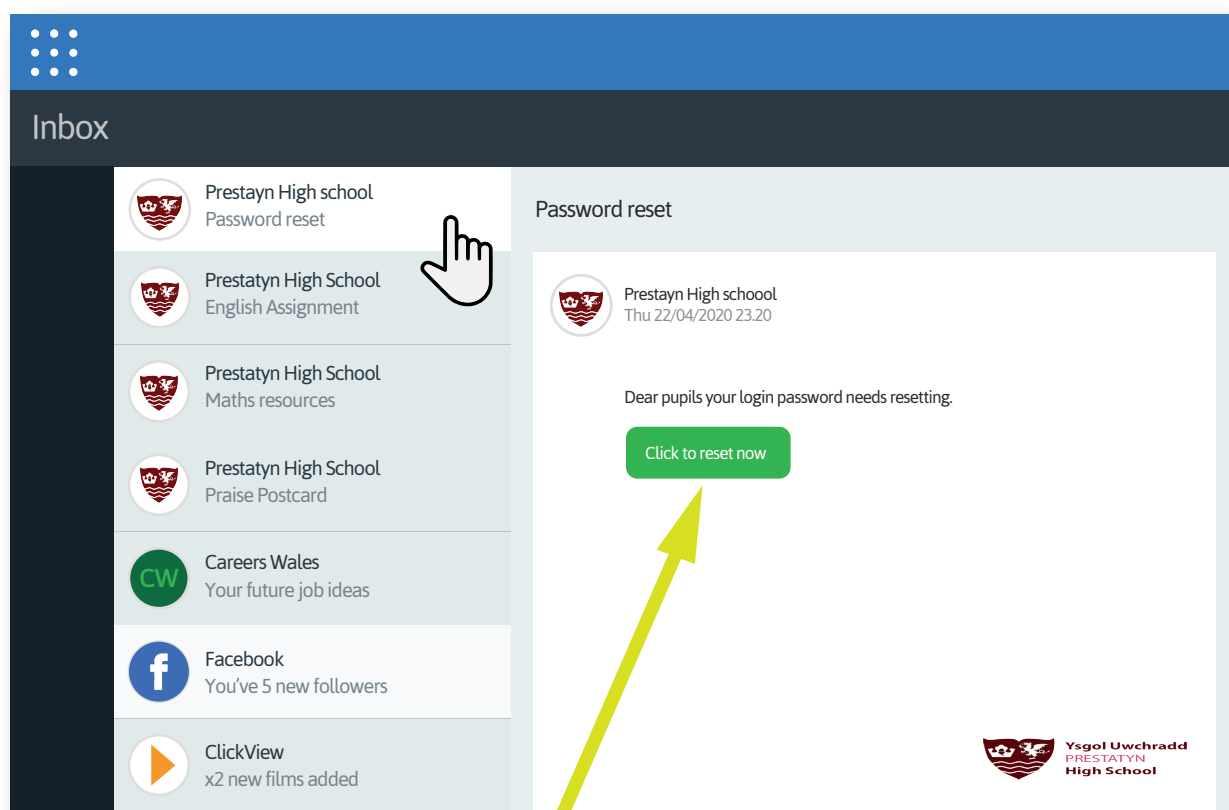 Inbox
Prestayn High school
Password reset
Prestatyn High School
English Assignment
Prestatyn High School
Maths resources
Prestatyn High School
Praise Postcard
CW
Careers Wales
Your future job ideas
f
Facebook
You've 5 new followers
ClickView
x2 new films added
Password reset
Prestayn High schoool
Thu 22/04/2020 23.20
Dear pupils your login password needs resetting.
Click to reset now
Ysgol Uwchradd
PRESTATYN
High School